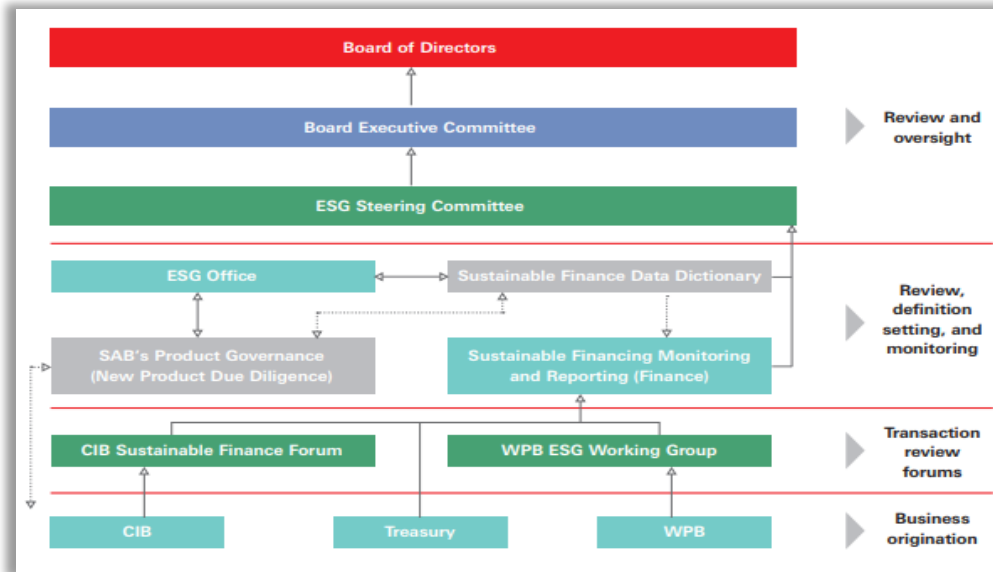 Board of Directors
Board Executive Committee
Review and
oversight
ESG Steering Committee
ESG Office
Sustainable Finance Data Dictionary
Review,
definition
setting, and
monitoring
SAB's Product Governance
(New Product Due Diligence)
Sustainable Financing Monitoring
and Reporting (Finance)
CIB Sustainable Finance Forum
WPB ESG Working Group
Transaction
review
forums
CIB
Treasury
WPB
Business
origination